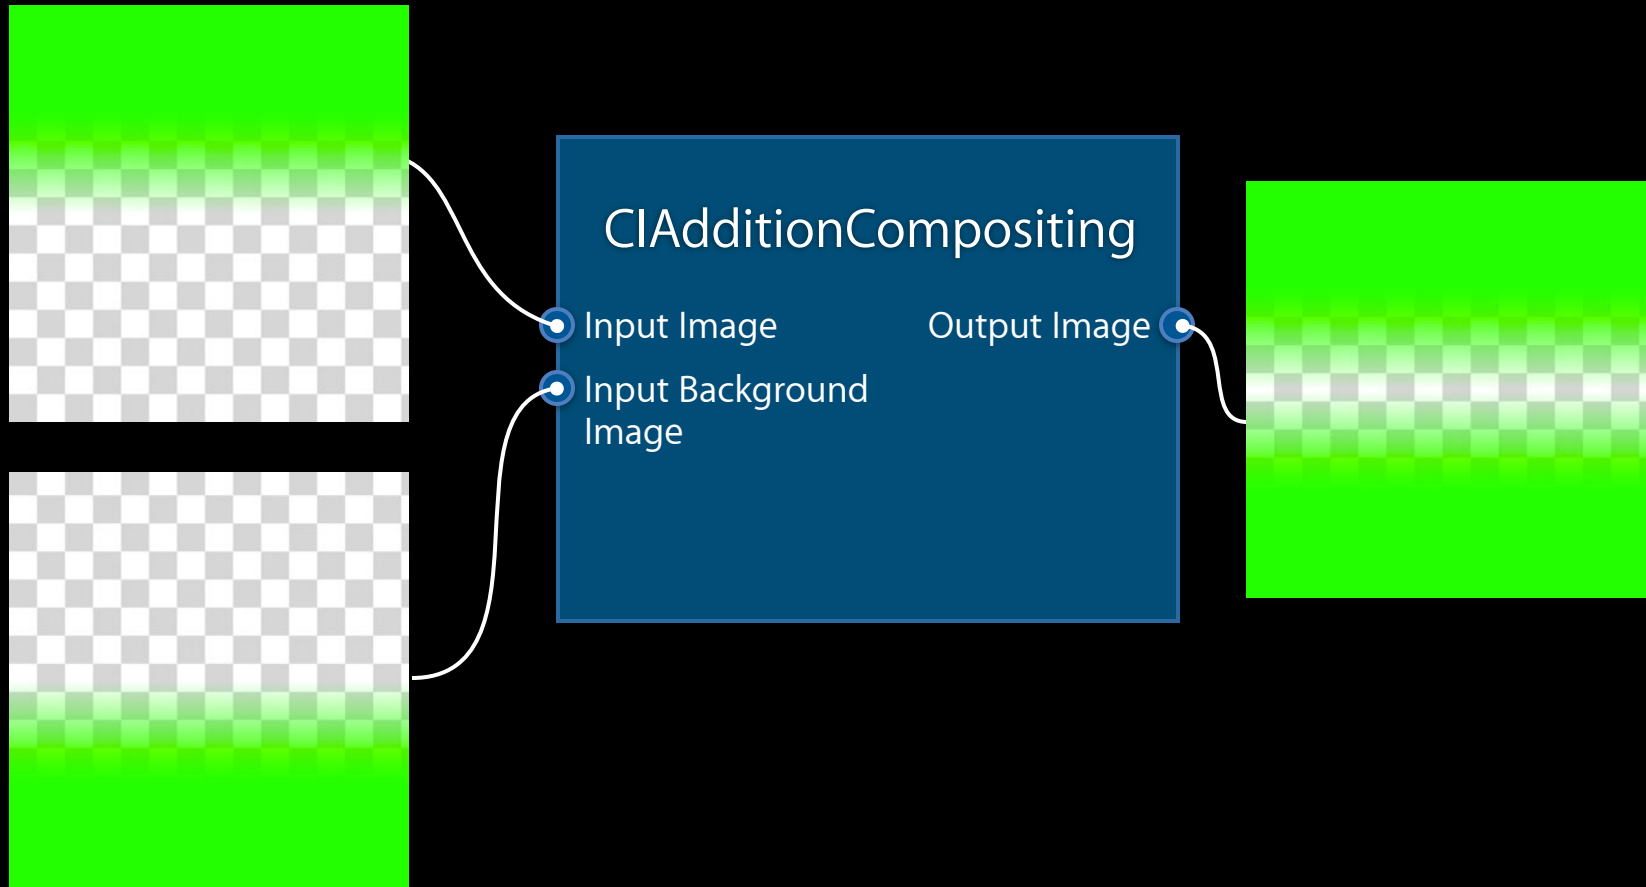 CIAdditionCompositing
Input Image
Output Image
Input Background
Image